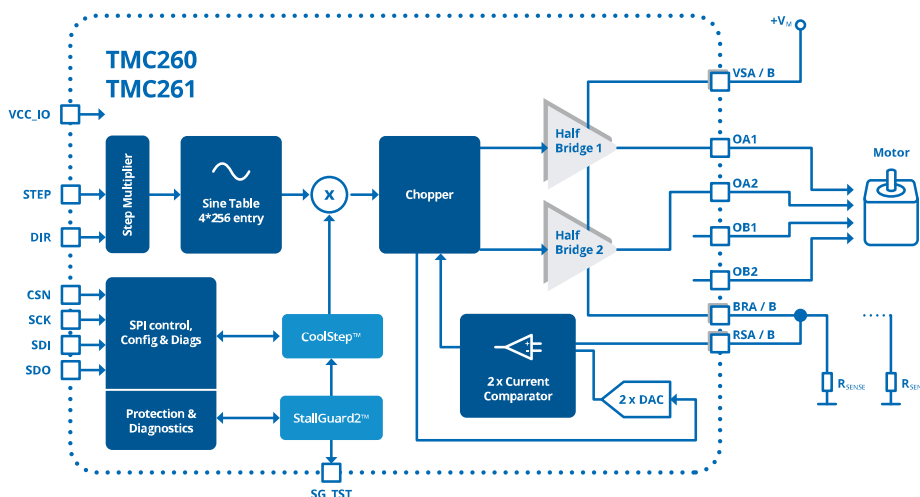 TMC260
TMC261
+VM
VSA / B
VCC_IO
STEP
DIR
Step Multiplier
Sine Table
4*256 entry
x
Chopper
Half
Bridge 1
Half
Bridge 2
OA1
OA2
OB1
OB2
Motor
CSN
SCK
SDI
SDO
SPI control,
Config & Diags
Protection &
Diagnostics
CoolStep™
StallGuard2™
2 x Current
Comparator
2 x DAC
BRA / B
RSA / B
RSENSE
RSEN
SG_TST